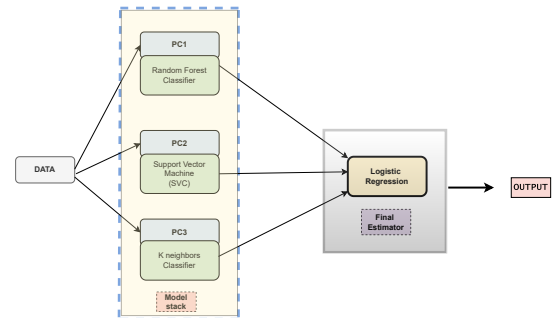 DATA
PC1
Random Forest
Classifier
PC2
Support Vector
Machine
(SVC)
PC3
K neighbors
Classifier
Model
stack
Logistic
Regression
Final
Estimator
OUTPUT